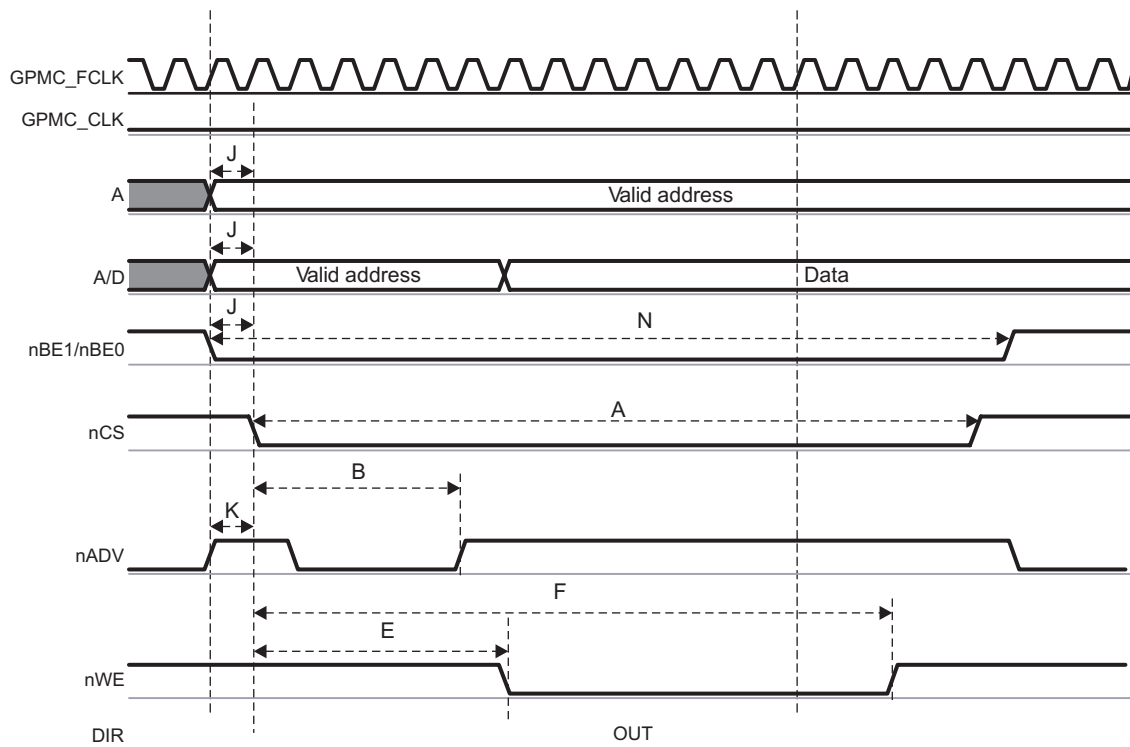 GPMC_FCLK
GPMC_CLK
J
A
Valid address
J
A/D
Valid address
Data
J
N
nBE1/nBE0
A
nCS
B
K
nADV
F
E
nWE
DIR
OUT